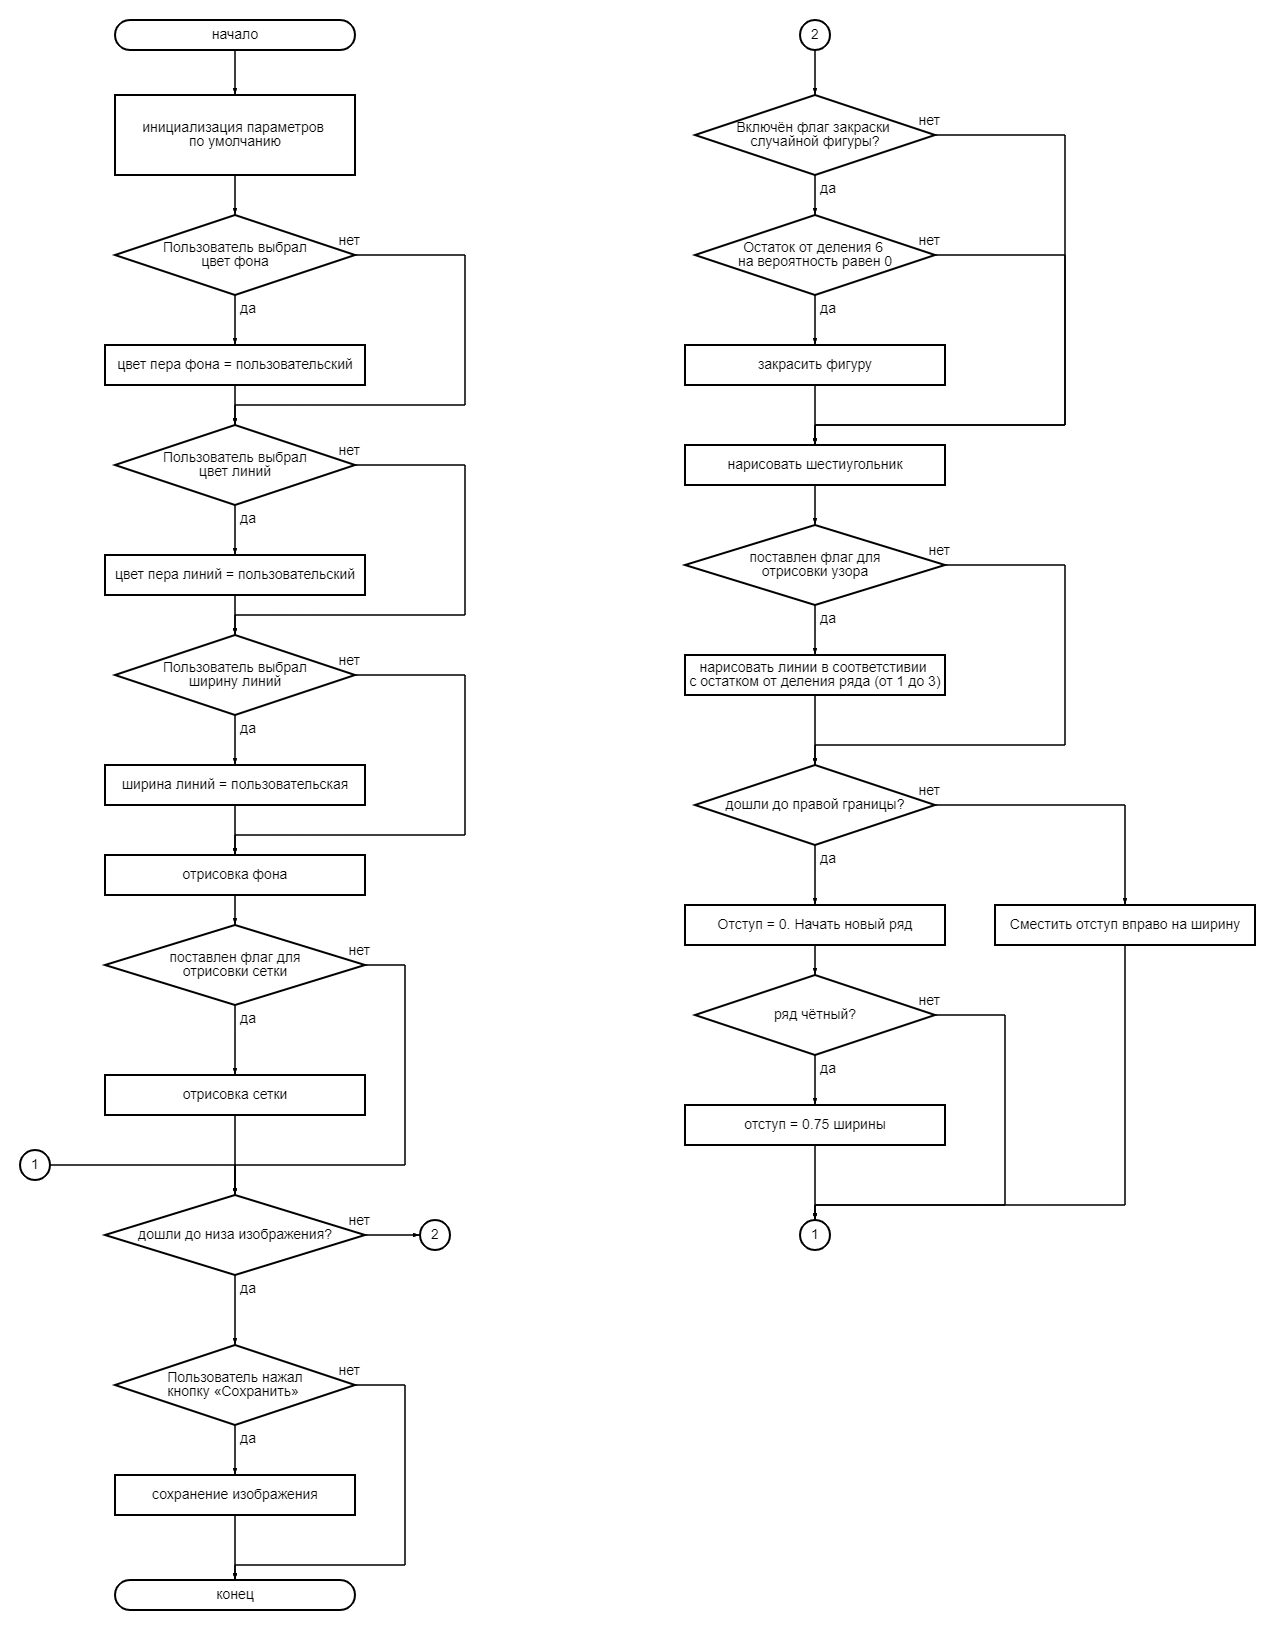 начало
инициализация параметров
по умолчанию
Пользователь выбрал
цвет фона
нет
да
цвет пера фона = пользовательский
Пользователь выбрал
цвет линий
нет
да
цвет пера линий = пользовательский
Пользователь выбрал
ширину линий
нет
да
ширина линий = пользовательская
отрисовка фона
поставлен флаг для
отрисовки сетки
нет
да
отрисовка сетки
1
дошли до низа изображения?
нет
2
да
Пользователь нажал
кнопку «Сохранить»
нет
да
сохранение изображения
конец
2
Включён флаг закраски
случайной фигуры?
нет
да
Остаток от деления 6
на вероятность равен 0
нет
да
закрасить фигуру
нарисовать шестиугольник
поставлен флаг для
отрисовки узора
нет
да
нарисовать линии в соответстивии
с остатком от деления ряда (от 1 до 3)
дошли до правой границы?
нет
да
Отступ = 0. Начать новый ряд
Сместить отступ вправо на ширину
ряд чётный?
нет
да
отступ = 0.75 ширины
1